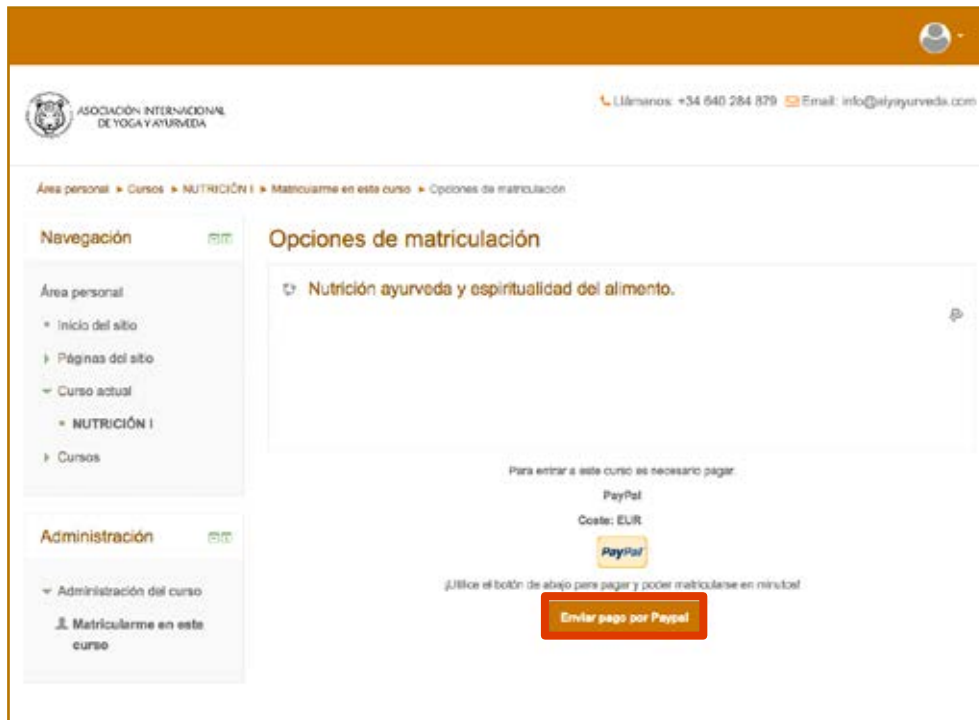 ASOCIACIÓN INTERNACIONAL
DE YOGA Y AYURVEDA
Llámanos: +34 640 284 879 Email: info@aiyayurveda.com
Área personal ▸ Cursos ▸ NUTRICIÓN I ▸ Matricularme en este curso ▸ Opciones de matriculación
Navegación
Área personal
Inicio del sitio
Páginas del sitio
Curso actual
NUTRICIÓN I
Cursos
Administración
Administración del curso
Matricularme en este
curso
Opciones de matriculación
Nutrición ayurveda y espiritualidad del alimento.
Para entrar a este curso es necesario pagar.
PayPal
Coste: EUR
PayPal
¡Utilice el botón de abajo para pagar y poder matricularse en minutos!
Enviar pago por Paypal